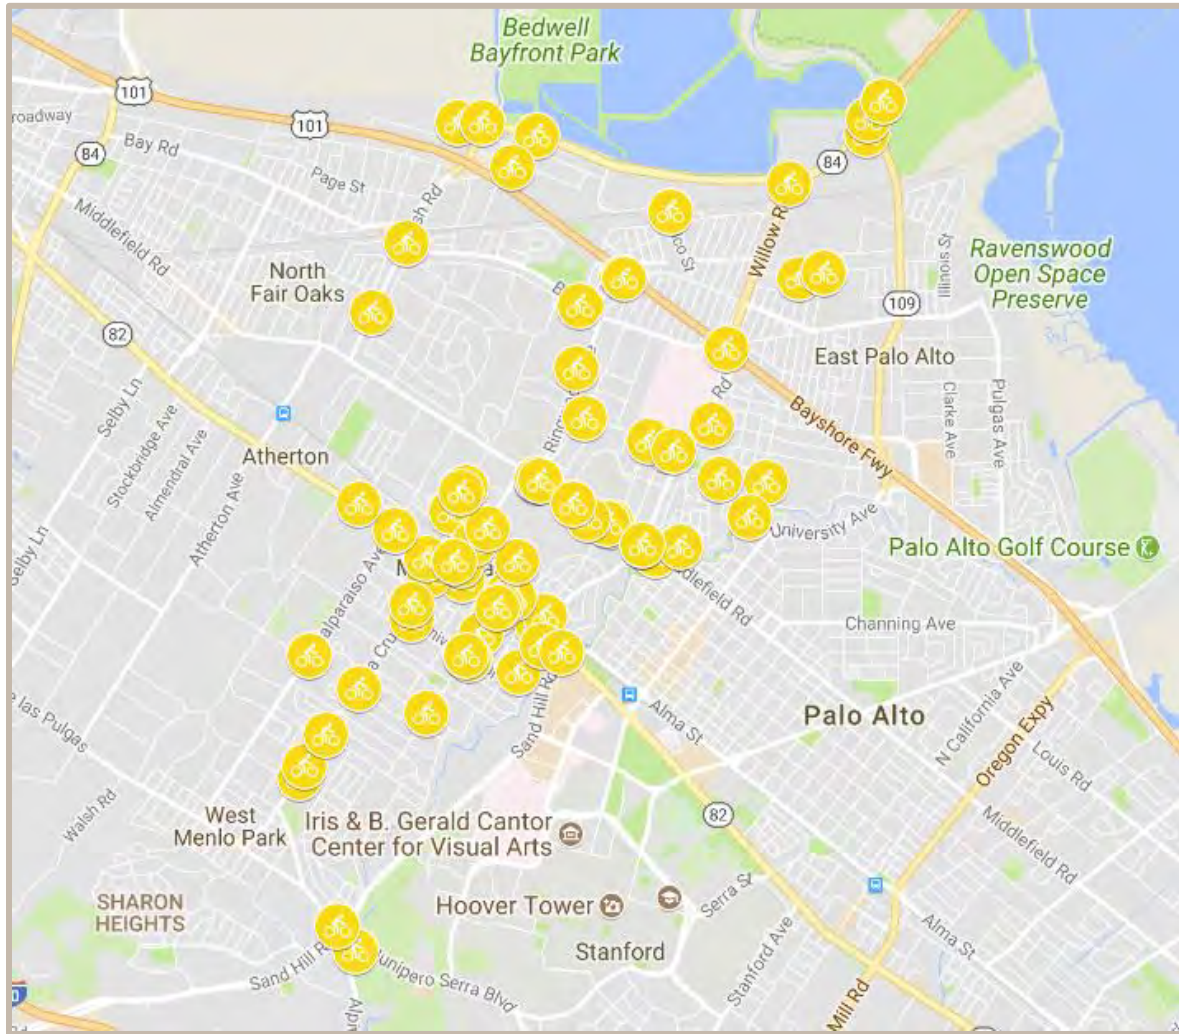 Bedwell
Bayfront Park
101
roadway
101
84
Bay Rd
84
Page St
Middlefield Rd
Willow R
North
Fair Oaks
Illinois St
Ravenswood
Open Space
Preserve
109
82
East Palo Alto
Rd
Selby Ln
Clarke Ave
Pulgas Ave
Stockbridge Ave
Almendral Ave
Bayshore Fwy
Atherton
Atherton Ave
University Ave
Selby Ln
Palo Alto Golf Course
Channing Ave
Alma St
Palo Alto
N California Ave
Oregon Expy
Louis Rd
Sand Hill Rd
Walsh Rd
West
Menlo Park
Iris & B. Gerald Cantor
Center for Visual Arts
82
Middlefield Rd
SHARON
HEIGHTS
Hoover Tower
Serra St
Stanford
Stanford Ave
Alma St
Sand Hill R
unipero Serra Blvd
Mill Rd